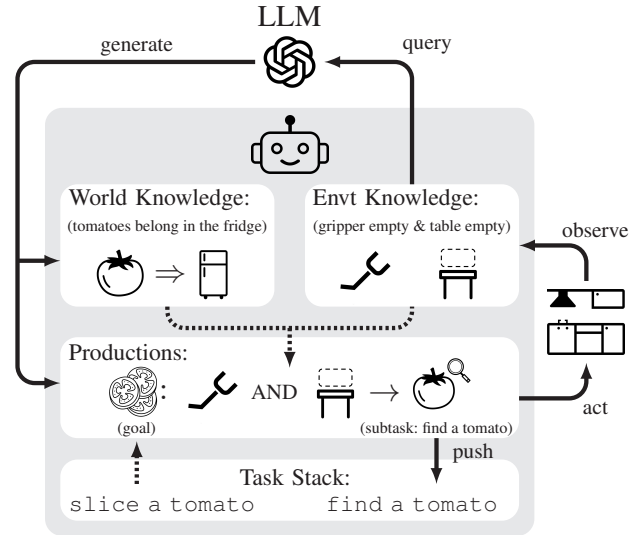 LLM
generate
query
World Knowledge:
(tomatoes belong in the fridge)
Envt Knowledge:
(gripper empty & table empty)
observe
Productions:
: AND
(goal)
(subtask: find a tomato)
act
push
Task Stack:
slice a tomato
find a tomato